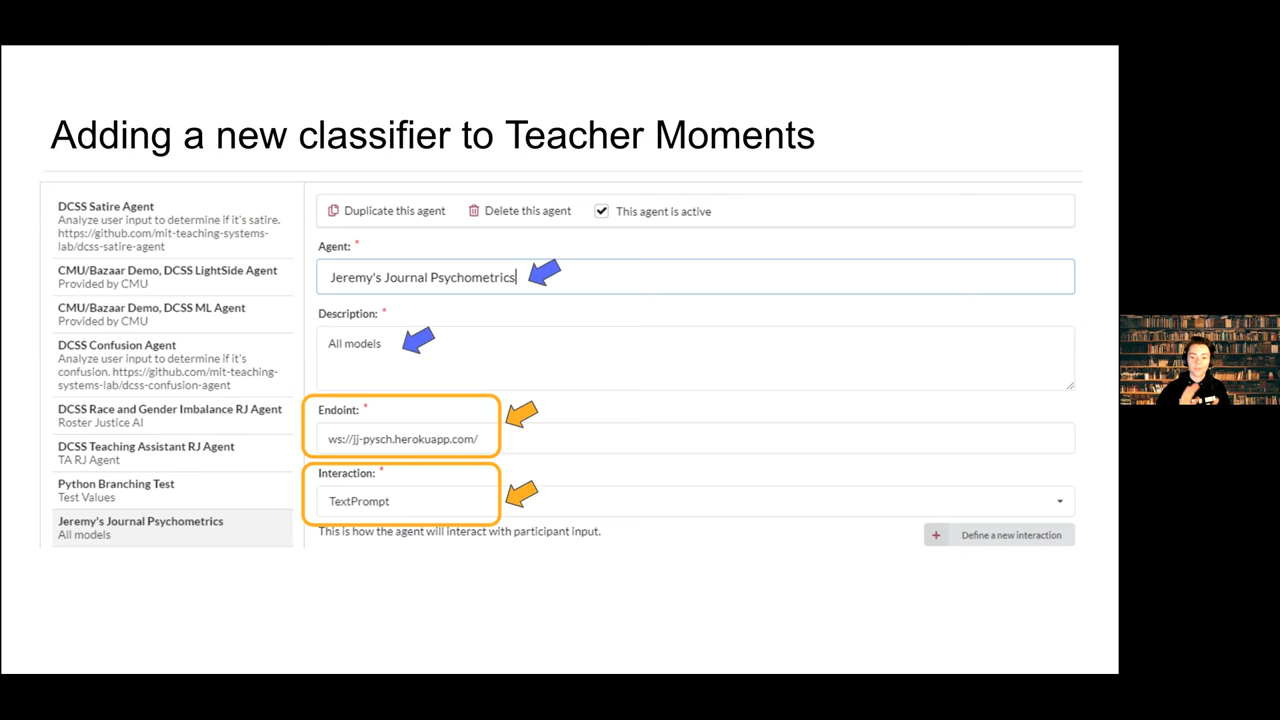 Adding a new classifier to Teacher Moments
DCSS Satire Agent
Analyze user input to determine if it's satire.
https://github.com/mit-teaching-systems-
lab/dcss-satire-agent
CMU/Bazaar Demo, DCSS LightSide Agent
Provided by CMU
CMU/Bazaar Demo, DCSS ML Agent
Provided by CMU
DCSS Confusion Agent
Analyze user input to determine if it's
confusion. https://github.com/mit-teaching-
systems-lab/dcss-confusion-agent
DCSS Race and Gender Imbalance RJ Agent
Roster Justice AI
DCSS Teaching Assistant RJ Agent
TA RJ Agent
Python Branching Test
Test Values
Jeremy's Journal Psychometrics
All models
Duplicate this agent Delete this agent This agent is active
Agent: *
Jeremy's Journal Psychometrics
Description: *
All models
Endoint: *
ws://jj-pysch.herokuapp.com/
Interaction: *
TextPrompt
This is how the agent will interact with participant input.
+ Define a new interaction